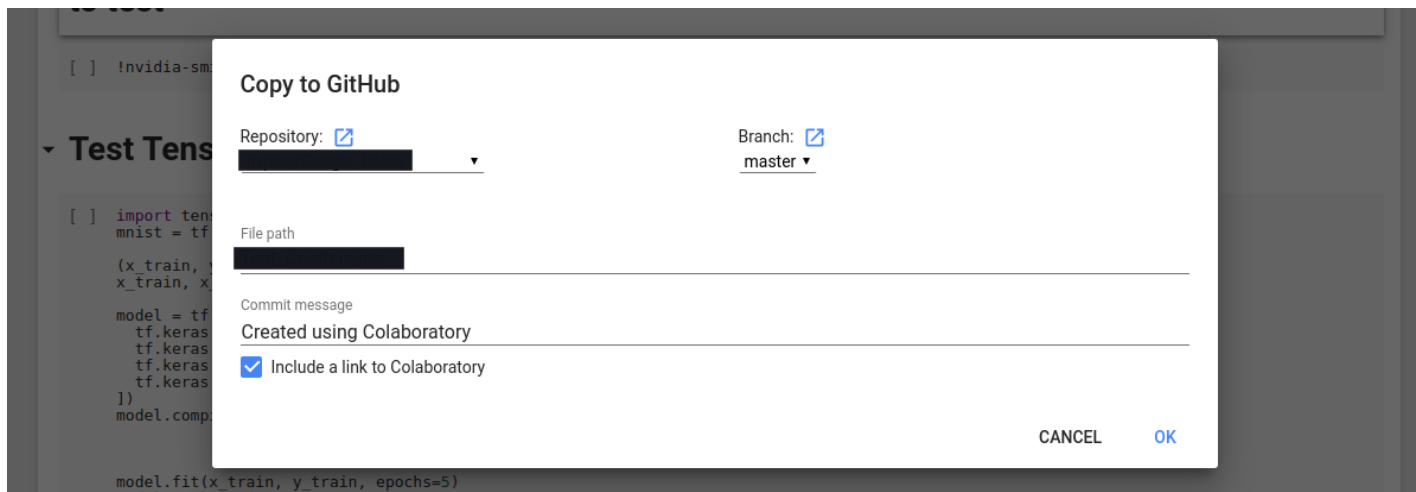 to test
[ ] !nvidia-smi
Copy to GitHub
Repository:
Branch:
master
Test Tens
[ ] import tens
mnist = tf
(x_train, y
x_train, x_
File path
Commit message
Created using Colaboratory
Include a link to Colaboratory
model = tf
tf.keras
tf.keras
tf.keras
tf.keras
])
model.comp
CANCEL
OK
model.fit(x_train, y_train, epochs=5)